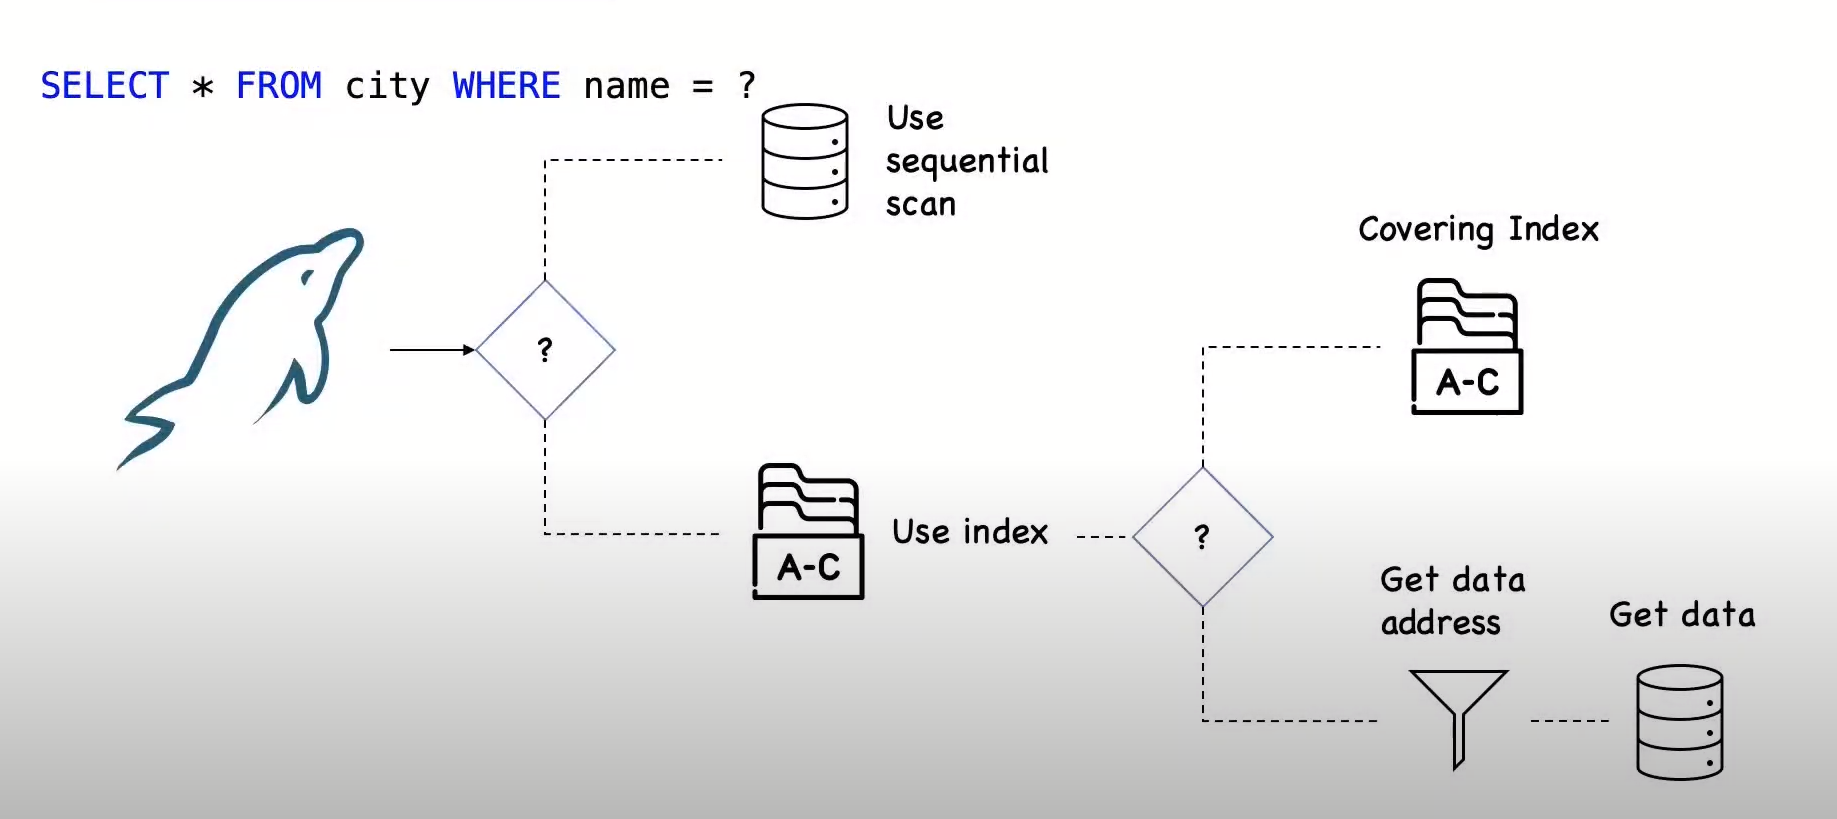 SELECT * FROM city WHERE name = ?
Use
sequential
scan
?
A-C
Use index
?
Covering Index
A-C
Get data
address
Get data